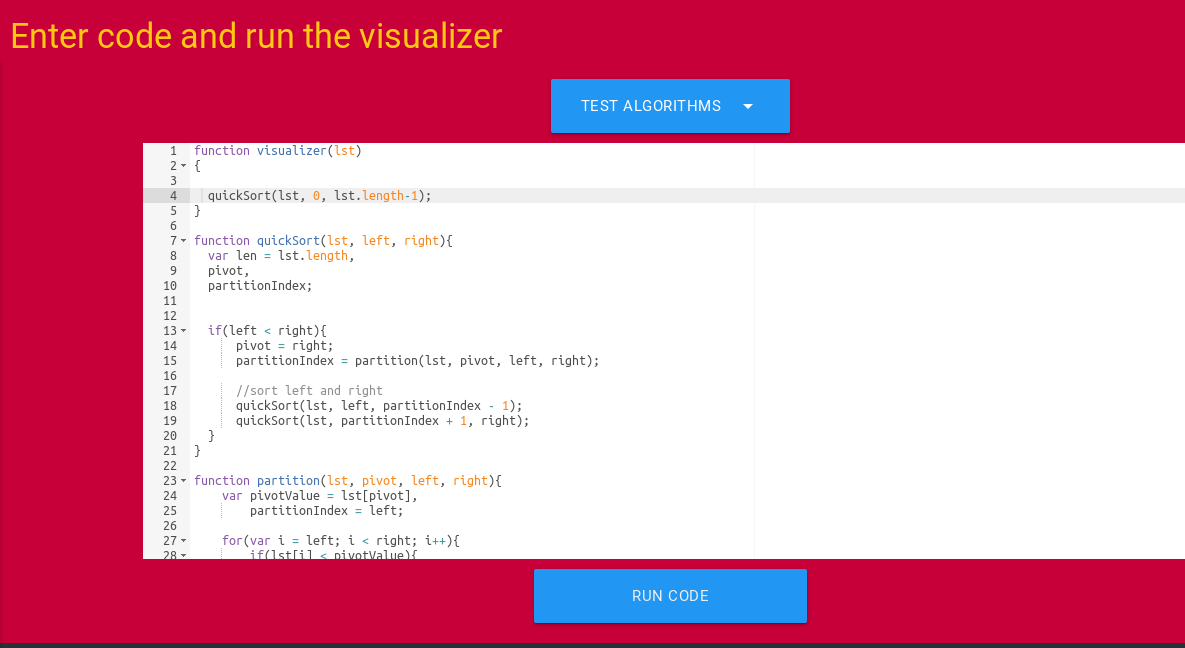 Enter code and run the visualizer
TEST ALGORITHMS
1 function visualizer(lst)
2 {
3
4 quickSort(lst, 0, lst.length-1);
5 }
6
7 function quickSort(lst, left, right){
8 var len = lst.length,
9 pivot,
10 partitionIndex;
11
12
13 if(left < right){
14 pivot = right;
15 partitionIndex = partition(lst, pivot, left, right);
16
17 //sort left and right
18 quickSort(lst, left, partitionIndex - 1);
19 quickSort(lst, partitionIndex + 1, right);
20 }
21 }
22
23 function partition(lst, pivot, left, right){
24 var pivotValue = lst[pivot],
25 partitionIndex = left;
26
27 for(var i = left; i < right; i++){
28 if(lst[i] < pivotValue){
RUN CODE